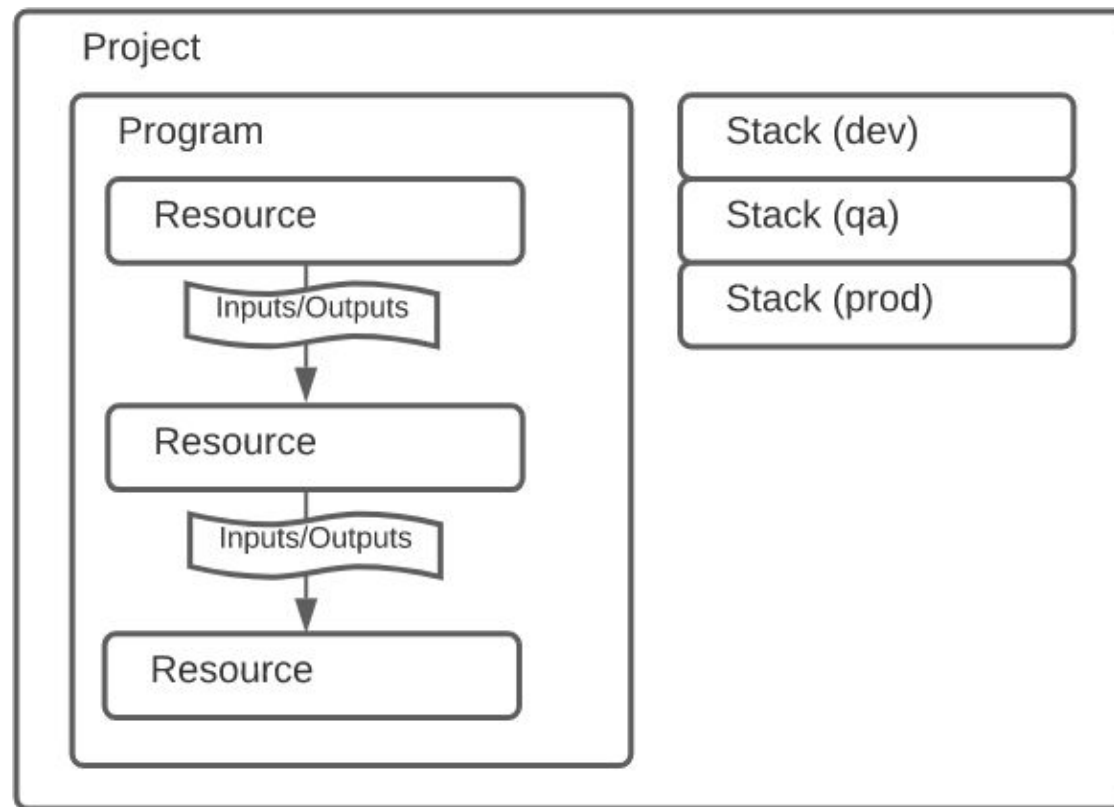 Project
Program
Resource
Inputs/Outputs
Resource
Inputs/Outputs
Resource
Stack (dev)
Stack (qa)
Stack (prod)